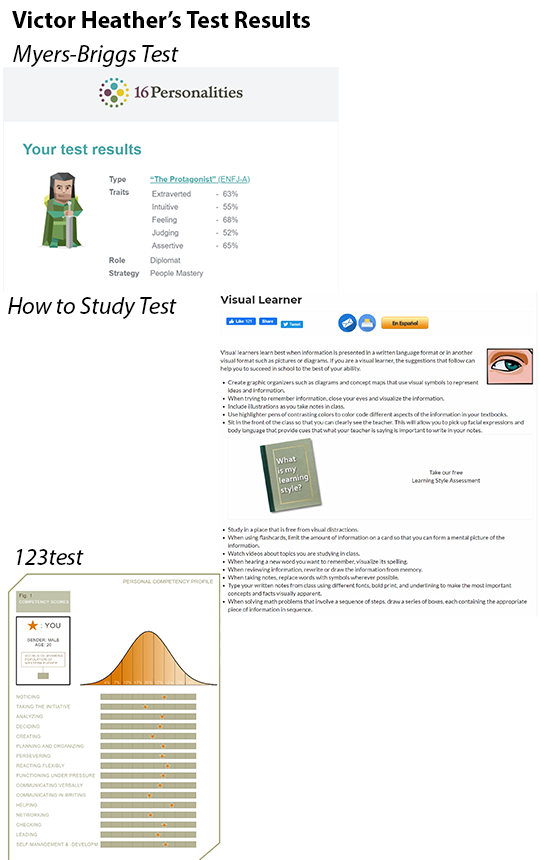 Victor Heather's Test Results
Myers-Briggs Test
16Personalities
Your test results
Type "The Protagonist" (ENFJ-A)
Traits Extraverted - 63%
Intuitive - 55%
Feeling - 68%
Judging - 52%
Assertive - 65%
Role Diplomat
Strategy People Mastery
How to Study Test
Visual Learner
Like 121 Share Tweet En Español
Visual learners learn best when information is presented in a written language format or in another
visual format such as pictures or diagrams. If you are a visual learner, the suggestions that follow can
help you to succeed in school to the best of your ability.
• Create graphic organizers such as diagrams and concept maps that use visual symbols to represent
ideas and information.
• When trying to remember information, close your eyes and visualize the information.
• Include illustrations as you take notes in class.
• Use highlighter pens of contrasting colors to color code different aspects of the information in your textbooks.
• Sit in the front of the class so that you can clearly see the teacher. This will allow you to pick up facial expressions and
body language that provide cues that what your teacher is saying is important to write in your notes.
What
is my
learning
style?
Take our free
Learning Style Assessment
• Study in a place that is free from visual distractions.
• When using flashcards, limit the amount of information on a card so that you can form a mental picture of the
information.
• Watch videos about topics you are studying in class.
• When hearing a new word you want to remember, visualize its spelling.
• When reviewing information, rewrite or draw the information from memory.
• When taking notes, replace words with symbols wherever possible.
• Type your written notes from class using different fonts, bold print, and underlining to make the most important
concepts and facts visually apparent.
• When solving math problems that involve a sequence of steps, draw a series of boxes, each containing the appropriate
piece of information in sequence.
123test
PERSONAL COMPETENCY PROFILE
Fig. 1
COMPETENCY SCORES
: YOU
GENDER: MALE
AGE: 20
NOTICING
TAKING THE INITIATIVE
ANALYZING
DECIDING
CREATING
PLANNING AND ORGANIZING
PERSEVERING
REACTING FLEXIBLY
FUNCTIONING UNDER PRESSURE
COMMUNICATING VERBALLY
COMMUNICATING IN WRITING
HELPING
NETWORKING
CHECKING
LEADING
SELF-MANAGEMENT & DEVELOPM